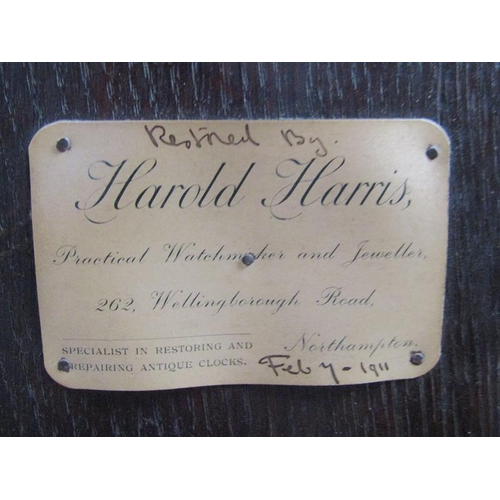 Restored By.
Harold Harris,
Practical Watchmaker and Jeweller,
262, Wellingborough Road,
Northampton.
SPECIALIST IN RESTORING AND
REPAIRING ANTIQUE CLOCKS.
Feb 7 - 1911